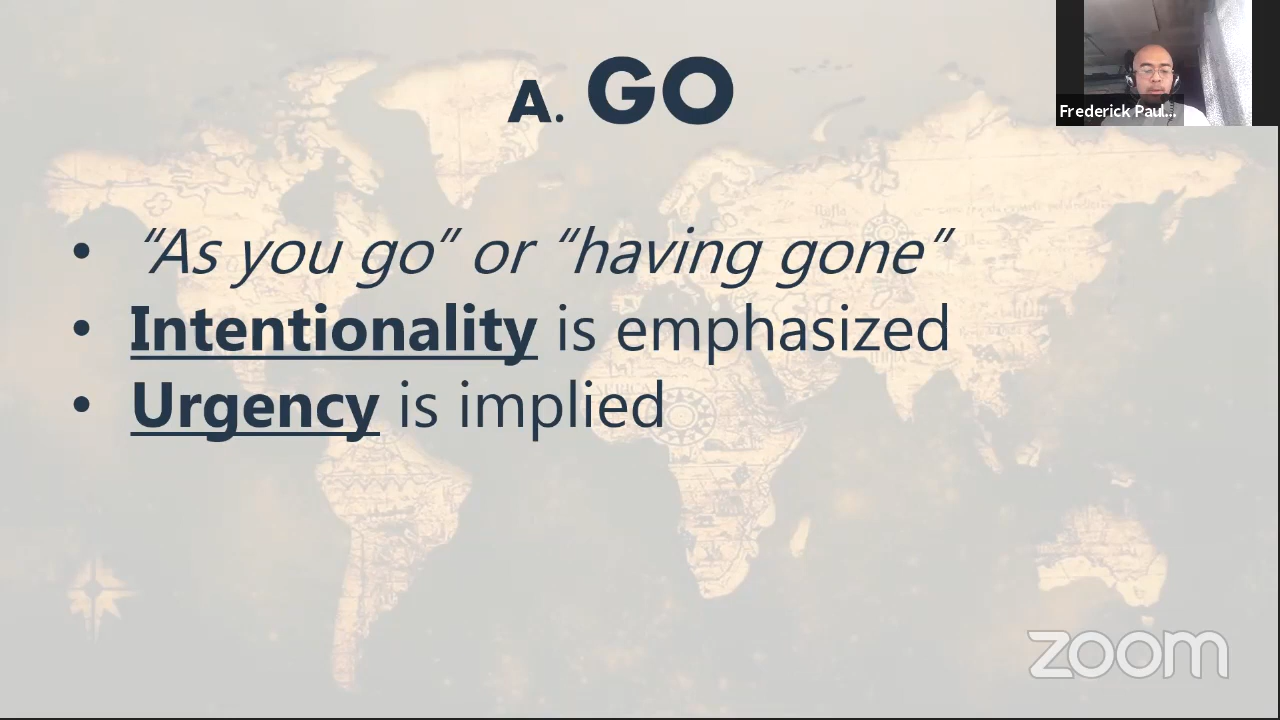 A. GO
Frederick Paul...
• “As you go” or “having gone”
• Intentionality is emphasized
• Urgency is implied
zoom